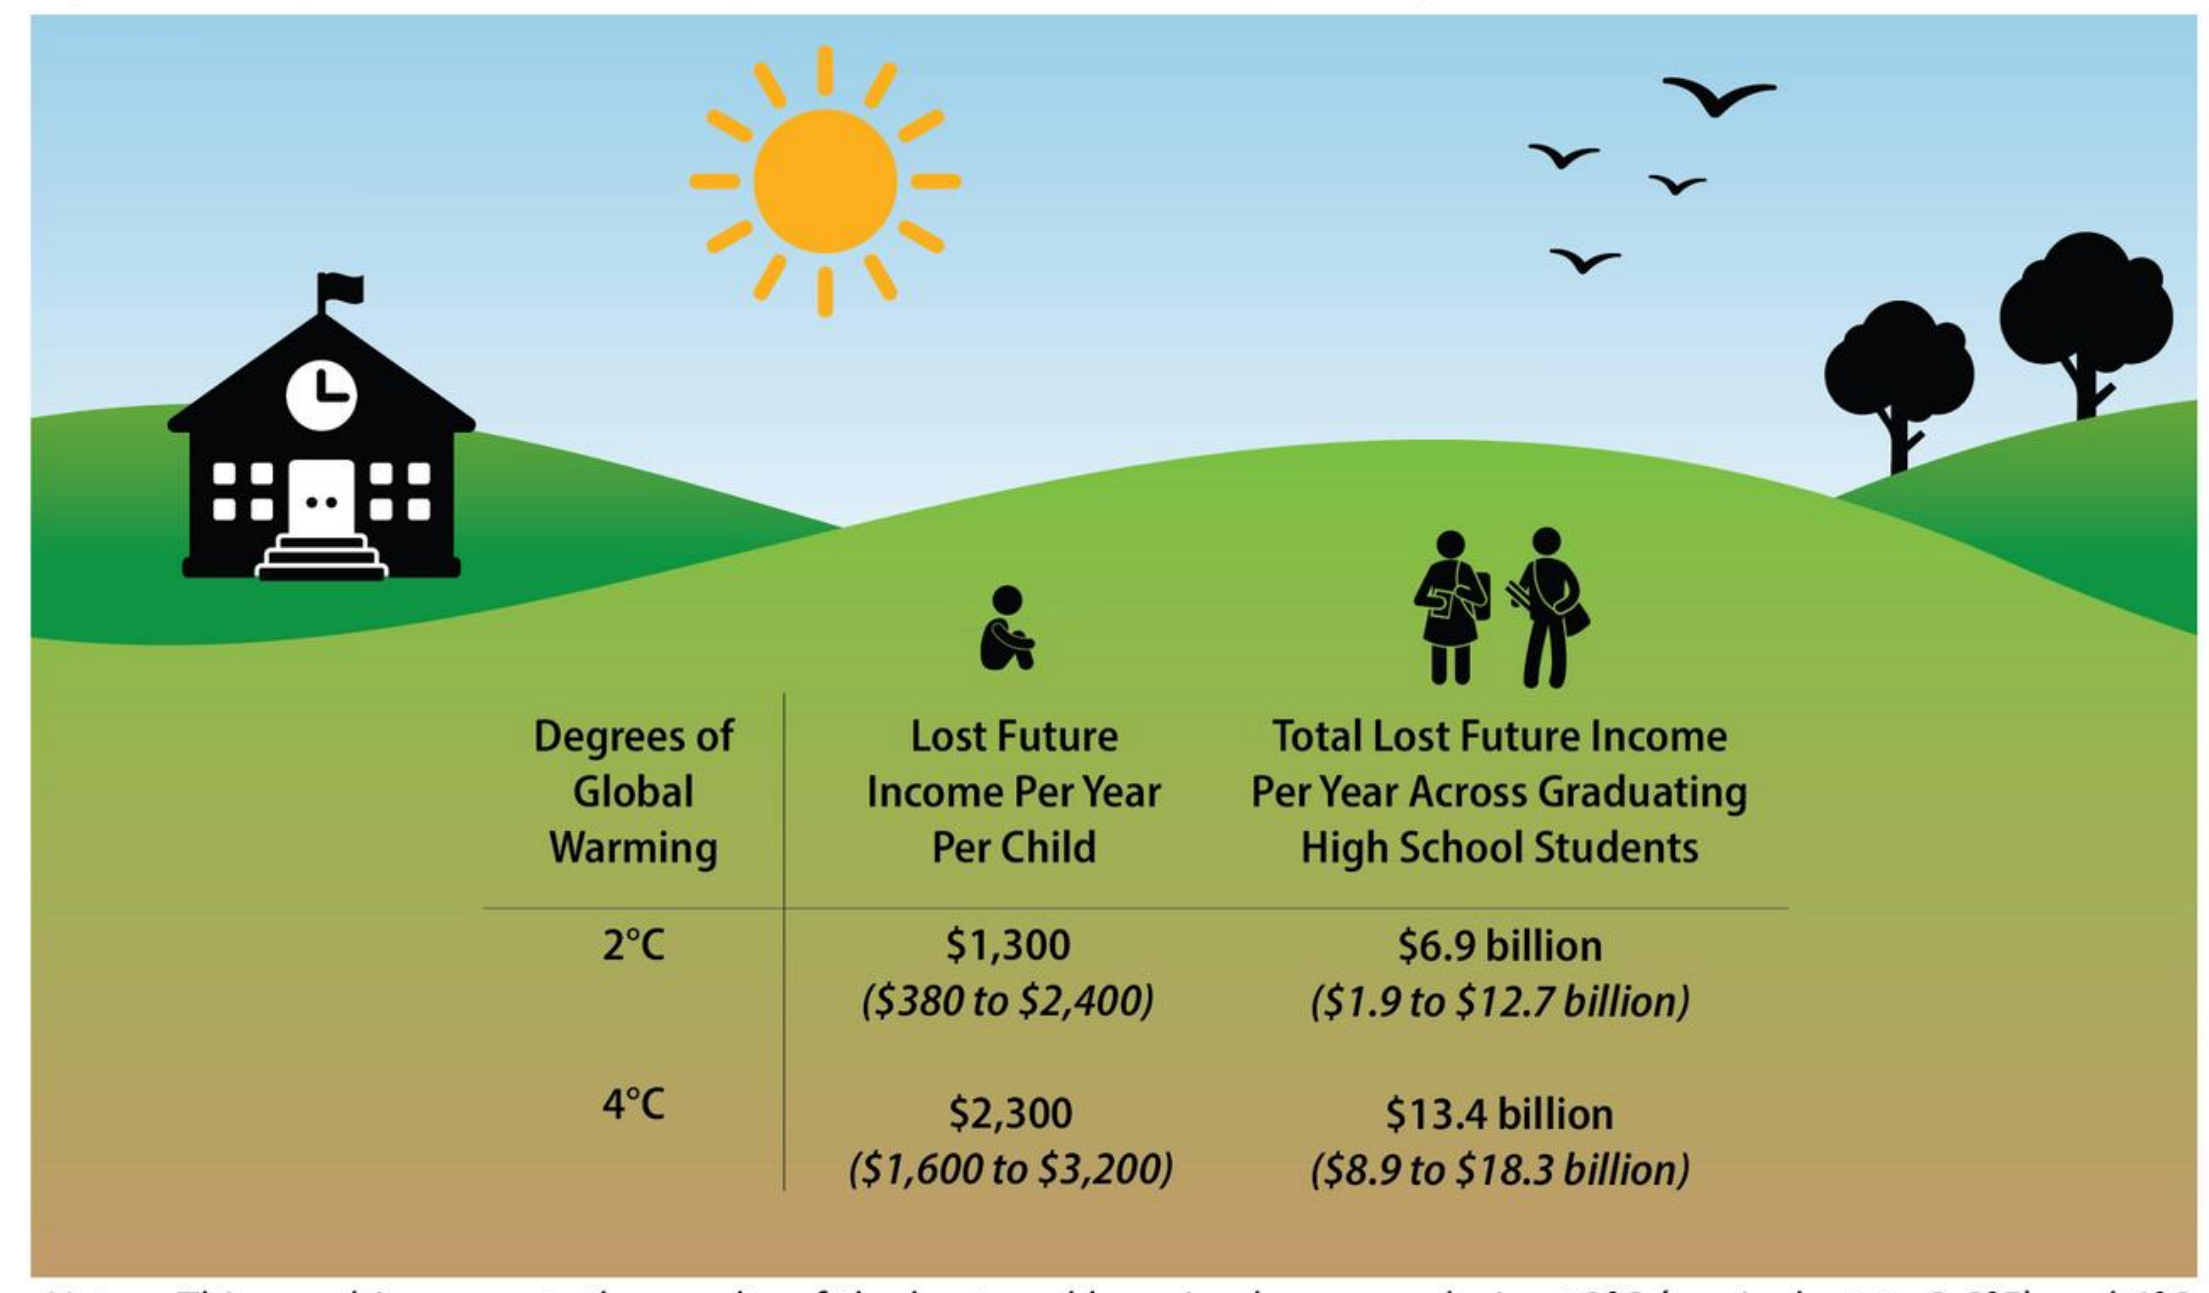 Degrees of
Global
Warming
Lost Future
Income Per Year
Per Child
Total Lost Future Income
Per Year Across Graduating
High School Students
2°C
$1,300
$6.9 billion
($380 to $2,400)
($1.9 to $12.7 billion)
4°C
$2,300
$13.4 billion
($1,600 to $3,200)
($8.9 to $18.3 billion)